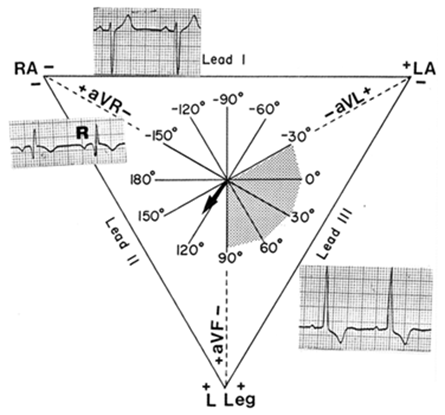 Lead I
RA – + LA
– –
+aVR– –aVL+
R
-90°
-120° -60°
-150° -30°
180° 0°
150° 30°
120° 60°
90°
Lead II
Lead III
+aVF –
+ +
L Leg